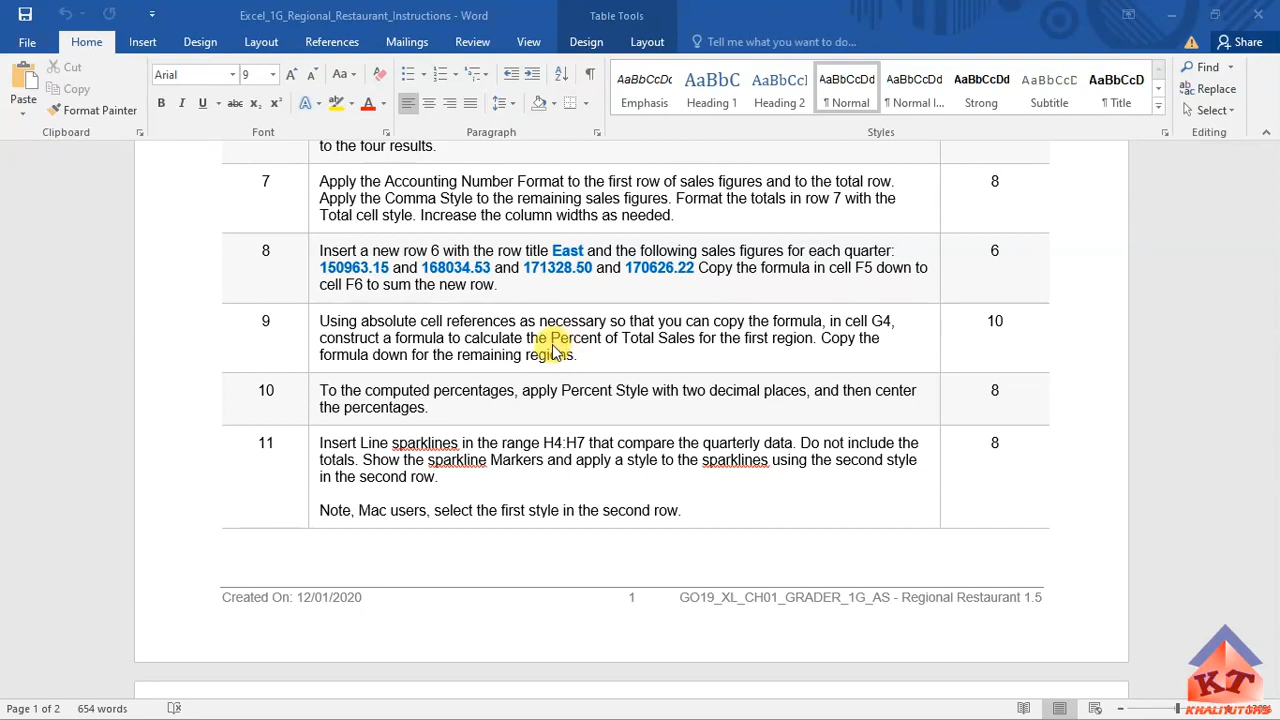 Excel_1G_Regional_Restaurant_Instructions - Word
Table Tools
File
Home
Insert
Design
Layout
References
Mailings
Review
View
Design
Layout
Tell me what you want to do...
Share
Paste
Cut
Copy
Format Painter
Clipboard
Arial
9
Font
Paragraph
AaBbCcDc
Emphasis
AaBbC
Heading 1
AaBbCcl
Heading 2
AaBbCcDd
¶ Normal
AaBbCcDd
¶ Normal I...
AaBbCcDd
Strong
AaBbCcDd
Subtitle
AaBbCcD
¶ Title
Styles
Find
Replace
Select
Editing
to the four results.
7
Apply the Accounting Number Format to the first row of sales figures and to the total row.
Apply the Comma Style to the remaining sales figures. Format the totals in row 7 with the
Total cell style. Increase the column widths as needed.
8
8
Insert a new row 6 with the row title East and the following sales figures for each quarter:
150963.15 and 168034.53 and 171328.50 and 170626.22 Copy the formula in cell F5 down to
cell F6 to sum the new row.
6
9
Using absolute cell references as necessary so that you can copy the formula, in cell G4,
construct a formula to calculate the Percent of Total Sales for the first region. Copy the
formula down for the remaining regions.
10
10
To the computed percentages, apply Percent Style with two decimal places, and then center
the percentages.
8
11
Insert Line sparklines in the range H4:H7 that compare the quarterly data. Do not include the
totals. Show the sparkline Markers and apply a style to the sparklines using the second style
in the second row.
Note, Mac users, select the first style in the second row.
8
Created On: 12/01/2020
1
GO19_XL_CH01_GRADER_1G_AS - Regional Restaurant 1.5
KT
KHALITUTORS
Page 1 of 2
654 words